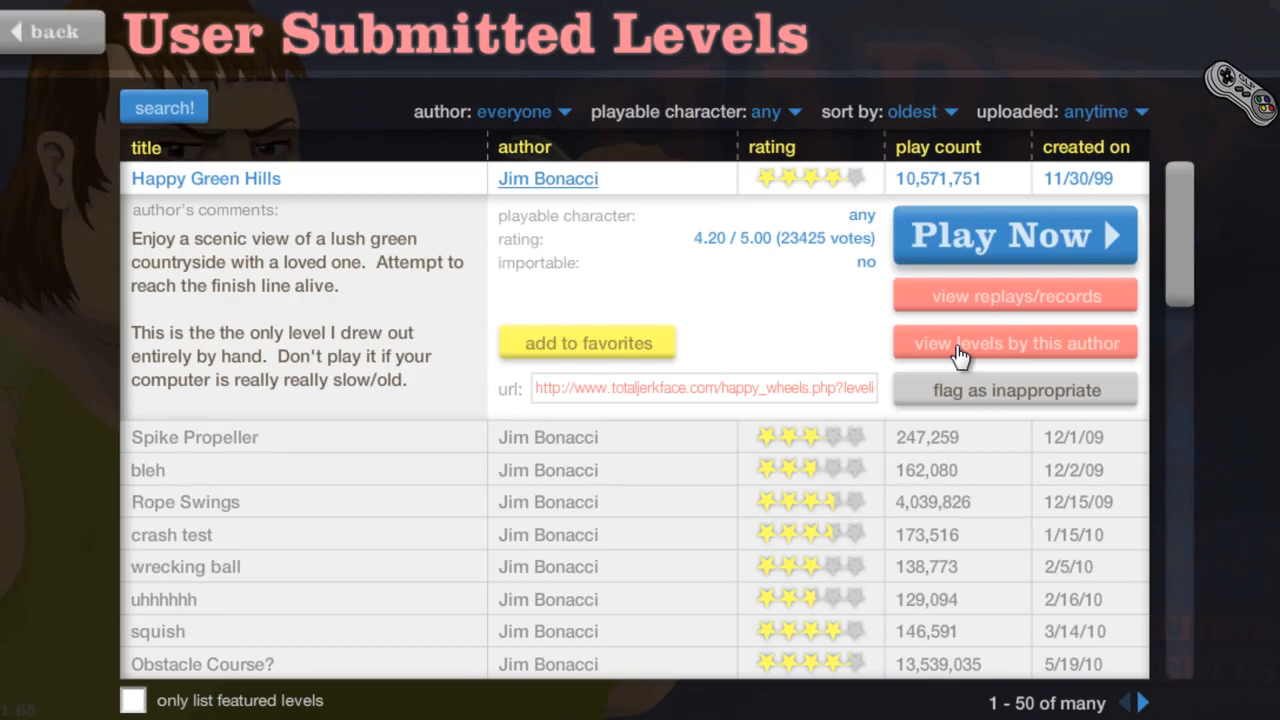 back
User Submitted Levels
search!
author: everyone playable character: any sort by: oldest uploaded: anytime
title author rating play count created on
Happy Green Hills Jim Bonacci 10,571,751 11/30/99
author's comments:
Enjoy a scenic view of a lush green
countryside with a loved one. Attempt to
reach the finish line alive.
This is the the only level I drew out
entirely by hand. Don't play it if your
computer is really really slow/old.
playable character: any
rating: 4.20 / 5.00 (23425 votes)
importable: no
add to favorites
url: http://www.totaljerkface.com/happy_wheels.php?leveli
Play Now
view replays/records
view levels by this author
flag as inappropriate
Spike Propeller Jim Bonacci 247,259 12/1/09
bleh Jim Bonacci 162,080 12/2/09
Rope Swings Jim Bonacci 4,039,826 12/15/09
crash test Jim Bonacci 173,516 1/15/10
wrecking ball Jim Bonacci 138,773 2/5/10
uhhhhhh Jim Bonacci 129,094 2/16/10
squish Jim Bonacci 146,591 3/14/10
Obstacle Course? Jim Bonacci 13,539,035 5/19/10
only list featured levels
1 - 50 of many
1.65